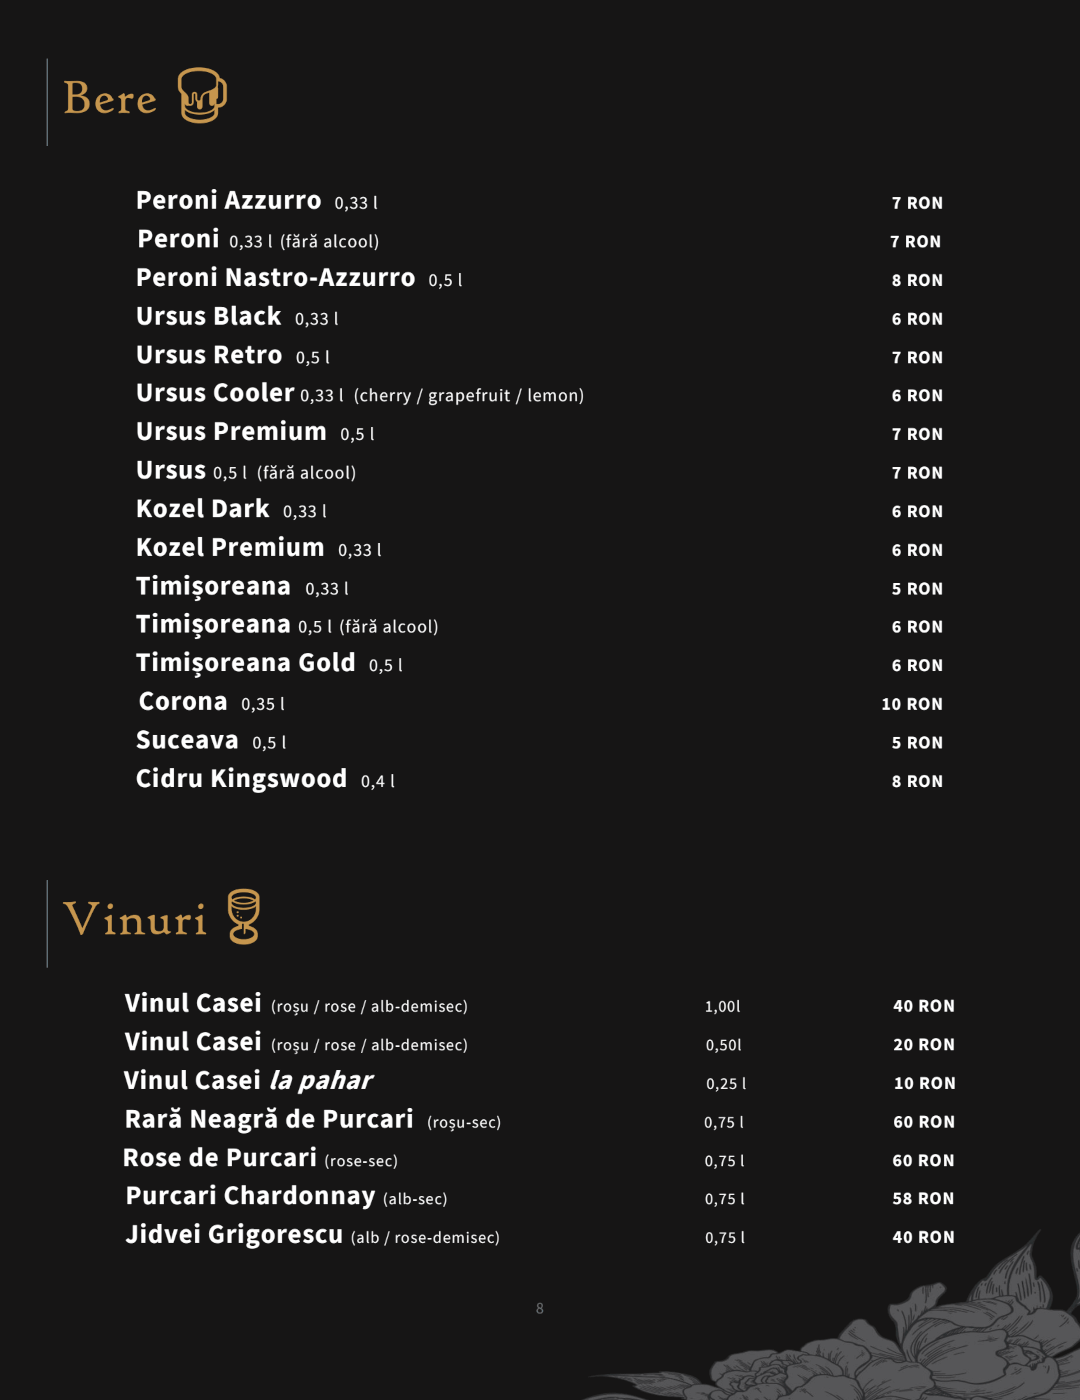 Bere
Peroni Azzurro 0,33 l 7 RON
Peroni 0,33 l (fără alcool) 7 RON
Peroni Nastro-Azzurro 0,5 l 8 RON
Ursus Black 0,33 l 6 RON
Ursus Retro 0,5 l 7 RON
Ursus Cooler 0,33 l (cherry / grapefruit / lemon) 6 RON
Ursus Premium 0,5 l 7 RON
Ursus 0,5 l (fără alcool) 7 RON
Kozel Dark 0,33 l 6 RON
Kozel Premium 0,33 l 6 RON
Timișoreana 0,33 l 5 RON
Timișoreana 0,5 l (fără alcool) 6 RON
Timișoreana Gold 0,5 l 6 RON
Corona 0,35 l 10 RON
Suceava 0,5 l 5 RON
Cidru Kingswood 0,4 l 8 RON
Vinuri
Vinul Casei (roșu / rose / alb-demisec) 1,00l 40 RON
Vinul Casei (roșu / rose / alb-demisec) 0,50l 20 RON
Vinul Casei la pahar 0,25 l 10 RON
Rară Neagră de Purcari (roșu-sec) 0,75 l 60 RON
Rose de Purcari (rose-sec) 0,75 l 60 RON
Purcari Chardonnay (alb-sec) 0,75 l 58 RON
Jidvei Grigorescu (alb / rose-demisec) 0,75 l 40 RON
8